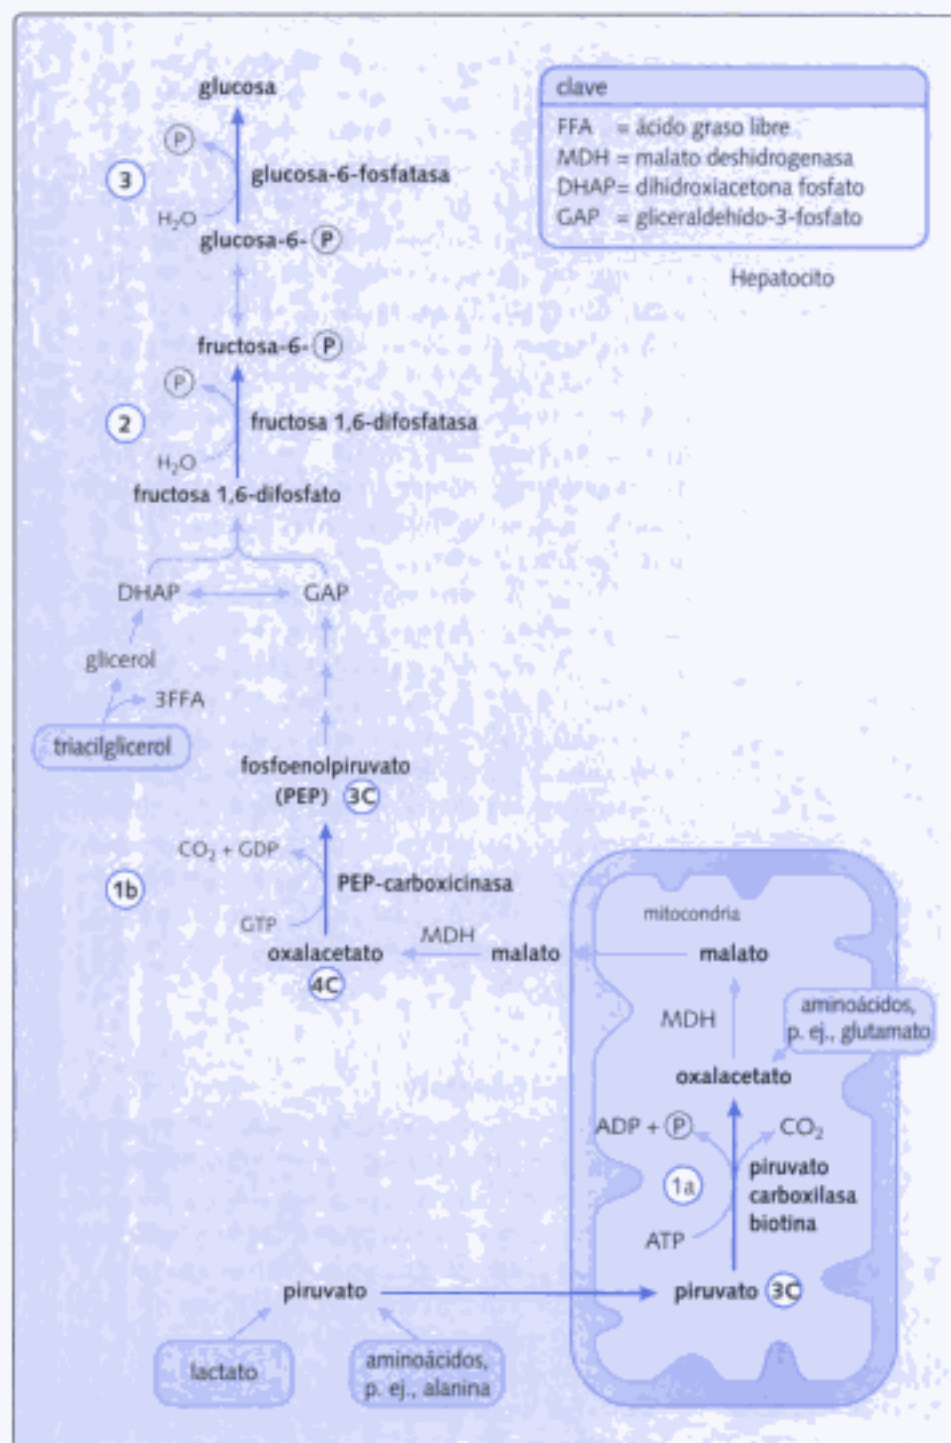 glucosa
P
3
glucosa-6-fosfatasa
H₂O
glucosa-6-P
fructosa-6-P
P
2
fructosa 1,6-difosfatasa
H₂O
fructosa 1,6-difosfato
DHAP
GAP
glicerol
3FFA
triacilglicerol
fosfoenolpiruvato
(PEP) 3C
CO₂ + GDP
1b
PEP-carboxicinasa
GTP
oxalacetato
4C
MDH
malato
clave
FFA = ácido graso libre
MDH = malato deshidrogenasa
DHAP= dihidroxiacetona fosfato
GAP = gliceraldehído-3-fosfato
Hepatocito
mitocondria
malato
MDH
aminoácidos,
p. ej., glutamato
oxalacetato
ADP + P
CO₂
1a
piruvato
carboxilasa
biotina
ATP
piruvato 3C
piruvato
lactato
aminoácidos,
p. ej., alanina